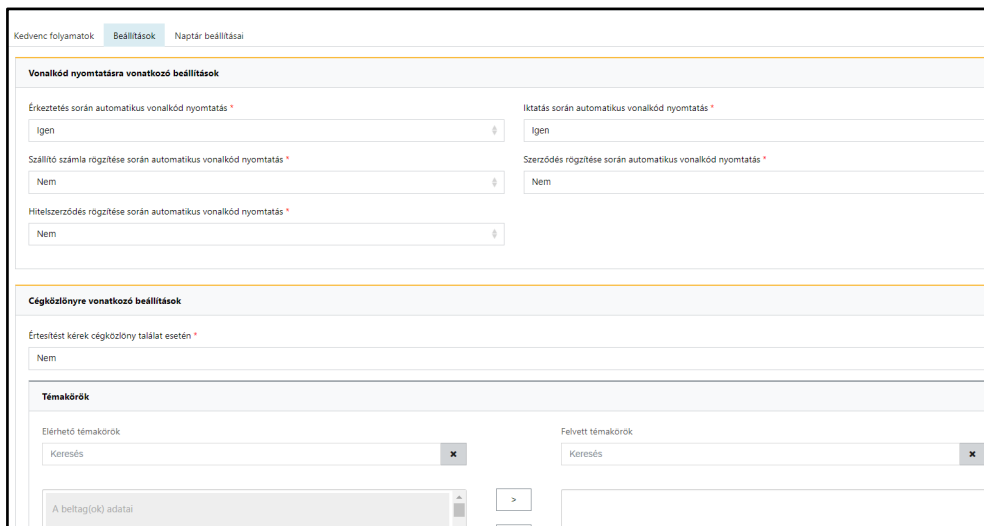 Kedvenc folyamatok Beállítások Naptár beállításai
Vonalkód nyomtatásra vonatkozó beállítások
Érkeztetés során automatikus vonalkód nyomtatás * Iktatás során automatikus vonalkód nyomtatás *
Igen Igen
Szállító számla rögzítése során automatikus vonalkód nyomtatás * Szerződés rögzítése során automatikus vonalkód nyomtatás *
Nem Nem
Hitelszerződés rögzítése során automatikus vonalkód nyomtatás *
Nem
Cégközlönyre vonatkozó beállítások
Értesítést kérek cégközlöny találat esetén *
Nem
Témakörök
Elérhető témakörök Felvett témakörök
Keresés Keresés
A beltag(ok) adatai >